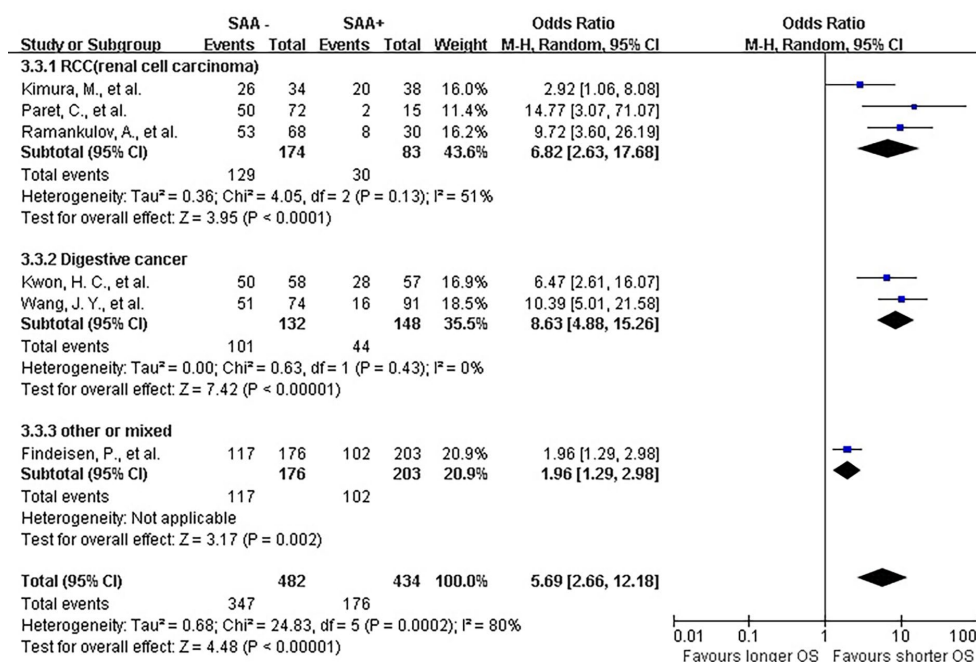 SAA - SAA+ Odds Ratio Odds Ratio
Study or Subgroup Events Total Events Total Weight M-H, Random, 95% CI M-H, Random, 95% CI
3.3.1 RCC(renal cell carcinoma)
Kimura, M., et al. 26 34 20 38 16.0% 2.92 [1.06, 8.08]
Paret, C., et al. 50 72 2 15 11.4% 14.77 [3.07, 71.07]
Ramankulov, A., et al. 53 68 8 30 16.2% 9.72 [3.60, 26.19]
Subtotal (95% CI) 174 83 43.6% 6.82 [2.63, 17.68]
Total events 129 30
Heterogeneity: Tau² = 0.36; Chi² = 4.05, df = 2 (P = 0.13); I² = 51%
Test for overall effect: Z = 3.95 (P < 0.0001)
3.3.2 Digestive cancer
Kwon, H. C., et al. 50 58 28 57 16.9% 6.47 [2.61, 16.07]
Wang, J. Y., et al. 51 74 16 91 18.5% 10.39 [5.01, 21.58]
Subtotal (95% CI) 132 148 35.5% 8.63 [4.88, 15.26]
Total events 101 44
Heterogeneity: Tau² = 0.00; Chi² = 0.63, df = 1 (P = 0.43); I² = 0%
Test for overall effect: Z = 7.42 (P < 0.00001)
3.3.3 other or mixed
Findeisen, P., et al. 117 176 102 203 20.9% 1.96 [1.29, 2.98]
Subtotal (95% CI) 176 203 20.9% 1.96 [1.29, 2.98]
Total events 117 102
Heterogeneity: Not applicable
Test for overall effect: Z = 3.17 (P = 0.002)
Total (95% CI) 482 434 100.0% 5.69 [2.66, 12.18]
Total events 347 176
Heterogeneity: Tau² = 0.68; Chi² = 24.83, df = 5 (P = 0.0002); I² = 80%
Test for overall effect: Z = 4.48 (P < 0.00001)
0.01 0.1 1 10 100
Favours longer OS Favours shorter OS